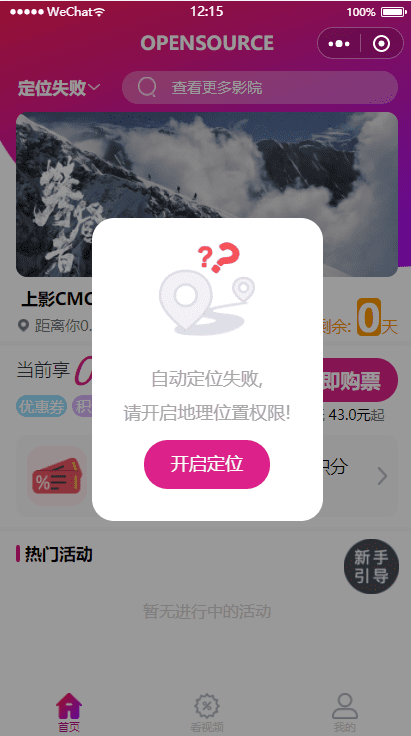 WeChat 12:15 100%
OPENSOURCE
定位失败 查看更多影院
攀登者
上影CMC
距离你0. 剩余: 0天
当前享 即购票
优惠券 积 43.0元起
% 积分
??
自动定位失败,
请开启地理位置权限!
开启定位
热门活动
新手
引导
暂无进行中的活动
首页 看视频 我的